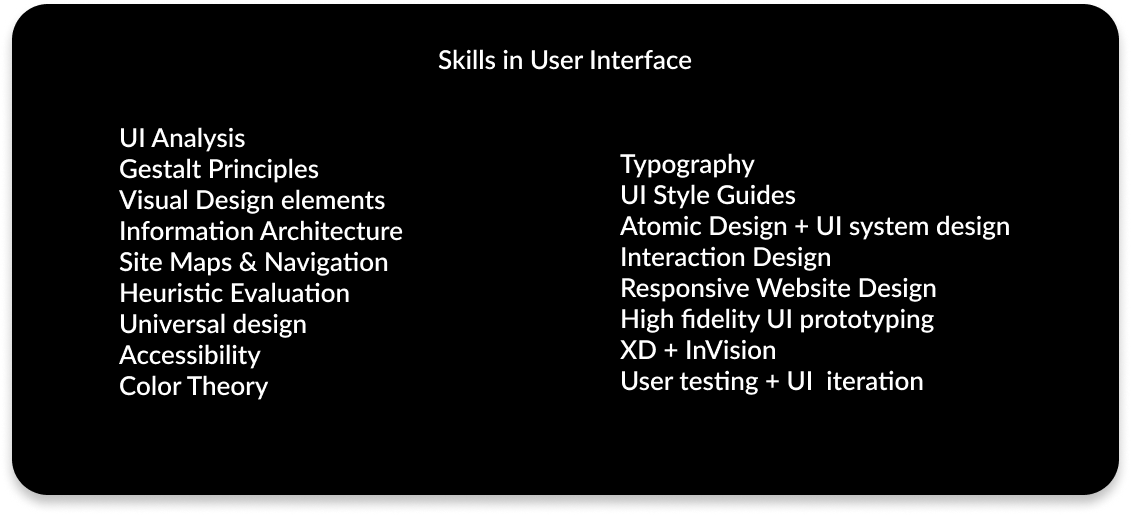 Skills in User Interface
UI Analysis
Gestalt Principles
Visual Design elements
Information Architecture
Site Maps & Navigation
Heuristic Evaluation
Universal design
Accessibility
Color Theory
Typography
UI Style Guides
Atomic Design + UI system design
Interaction Design
Responsive Website Design
High fidelity UI prototyping
XD + InVision
User testing + UI  iteration